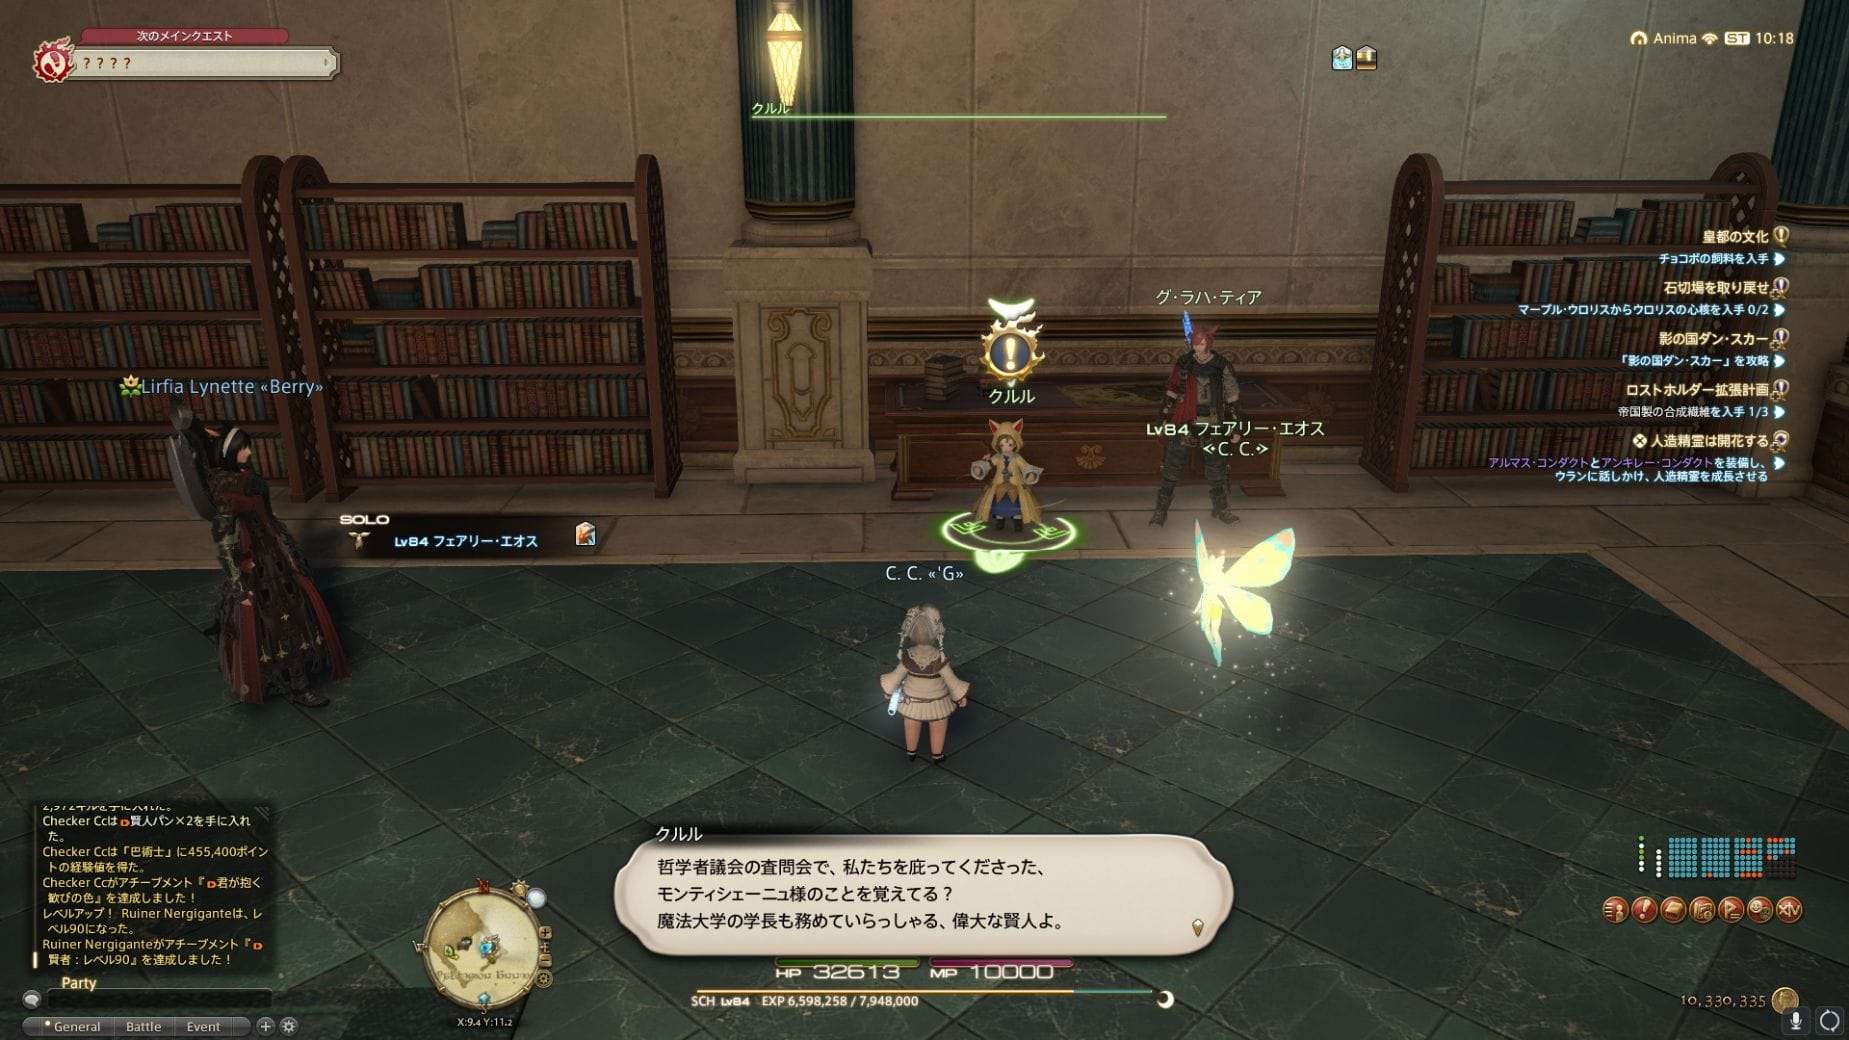 次のメインクエスト
????
Anima ST 10:18
クルル
皇都の文化
チョコボの飼料を入手
石切場を取り戻せ
マーブル・ウロリスからウロリスの心核を入手 0/2
影の国ダン・スカー
「影の国ダン・スカー」を攻略
ロストホルダー拡張計画
帝国製の合成繊維を入手 1/3
人造精霊は開花する
アルマス・コンダクトとアンキレー・コンダクトを装備し、
ウランに話しかけ、人造精霊を成長させる
グ・ラハ・ティア
Lirfia Lynette «Berry»
クルル
Lv84 フェアリー・エオス
«C. C.»
SOLO
Lv84 フェアリー・エオス
C. C. «'G»
2,972ギルを手に入れた。
Checker Ccは賢人パン×2を手に入れ
た。
Checker Ccは「巴術士」に455,400ポイン
トの経験値を得た。
Checker Ccがアチーブメント『君が抱く
歓びの色』を達成しました！
レベルアップ！ Ruiner Nergiganteは、レ
ベル90になった。
Ruiner Nergiganteがアチーブメント『
賢者：レベル90』を達成しました！
Party
General Battle Event
X:9.4 Y:11.2
クルル
哲学者議会の査問会で、私たちを庇ってくださった、
モンティシェーニュ様のことを覚えてる？
魔法大学の学長も務めていらっしゃる、偉大な賢人よ。
HP 32613 MP 10000
SCH Lv84 EXP 6,598,258 / 7,948,000
XIV
10,330,335